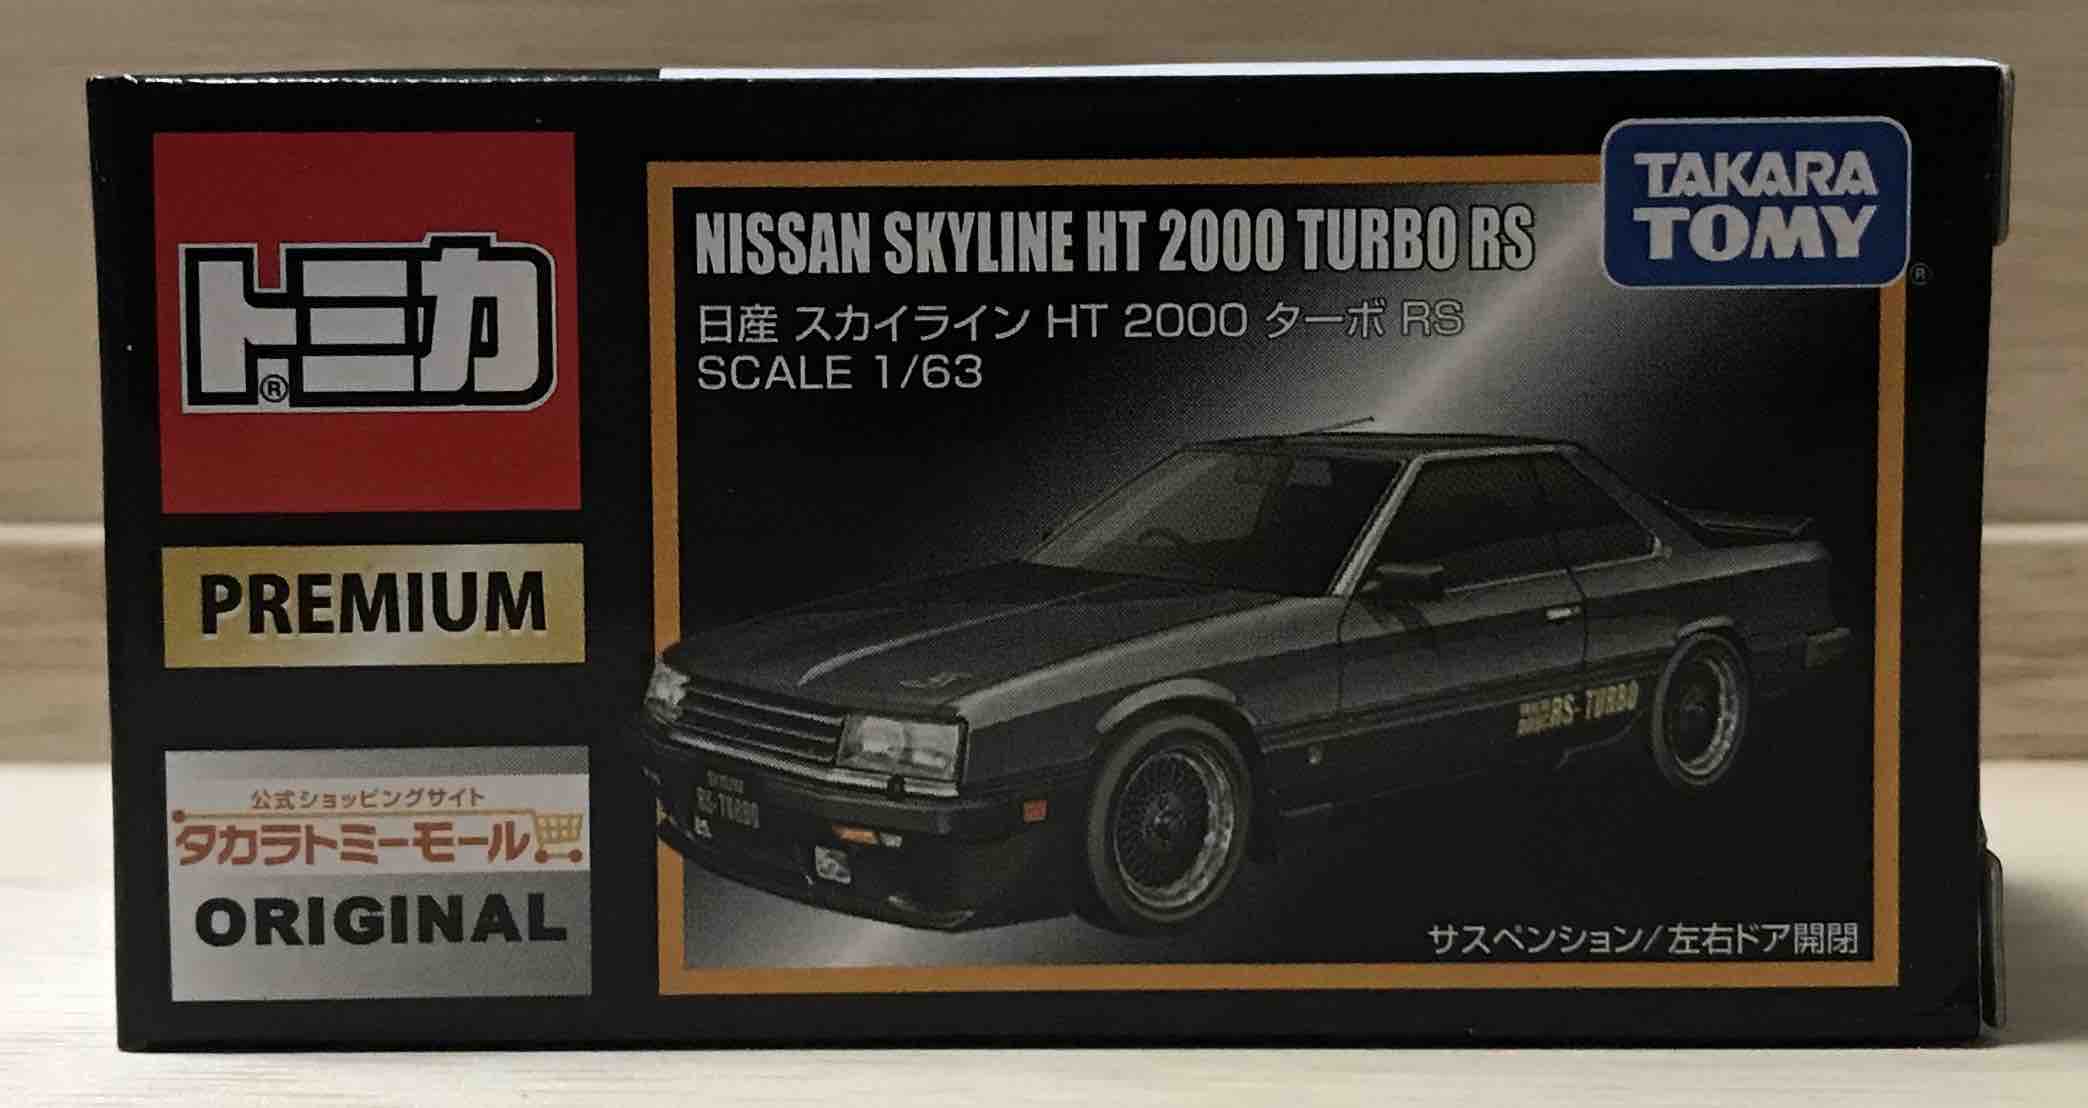 トミカ
®
PREMIUM
公式ショッピングサイト
タカラトミーモール
ORIGINAL
TAKARA
TOMY
®
NISSAN SKYLINE HT 2000 TURBO RS
日産 スカイライン HT 2000 ターボ RS
SCALE 1/63
RS-TURBO
RS-TURBO
サスペンション/左右ドア開閉